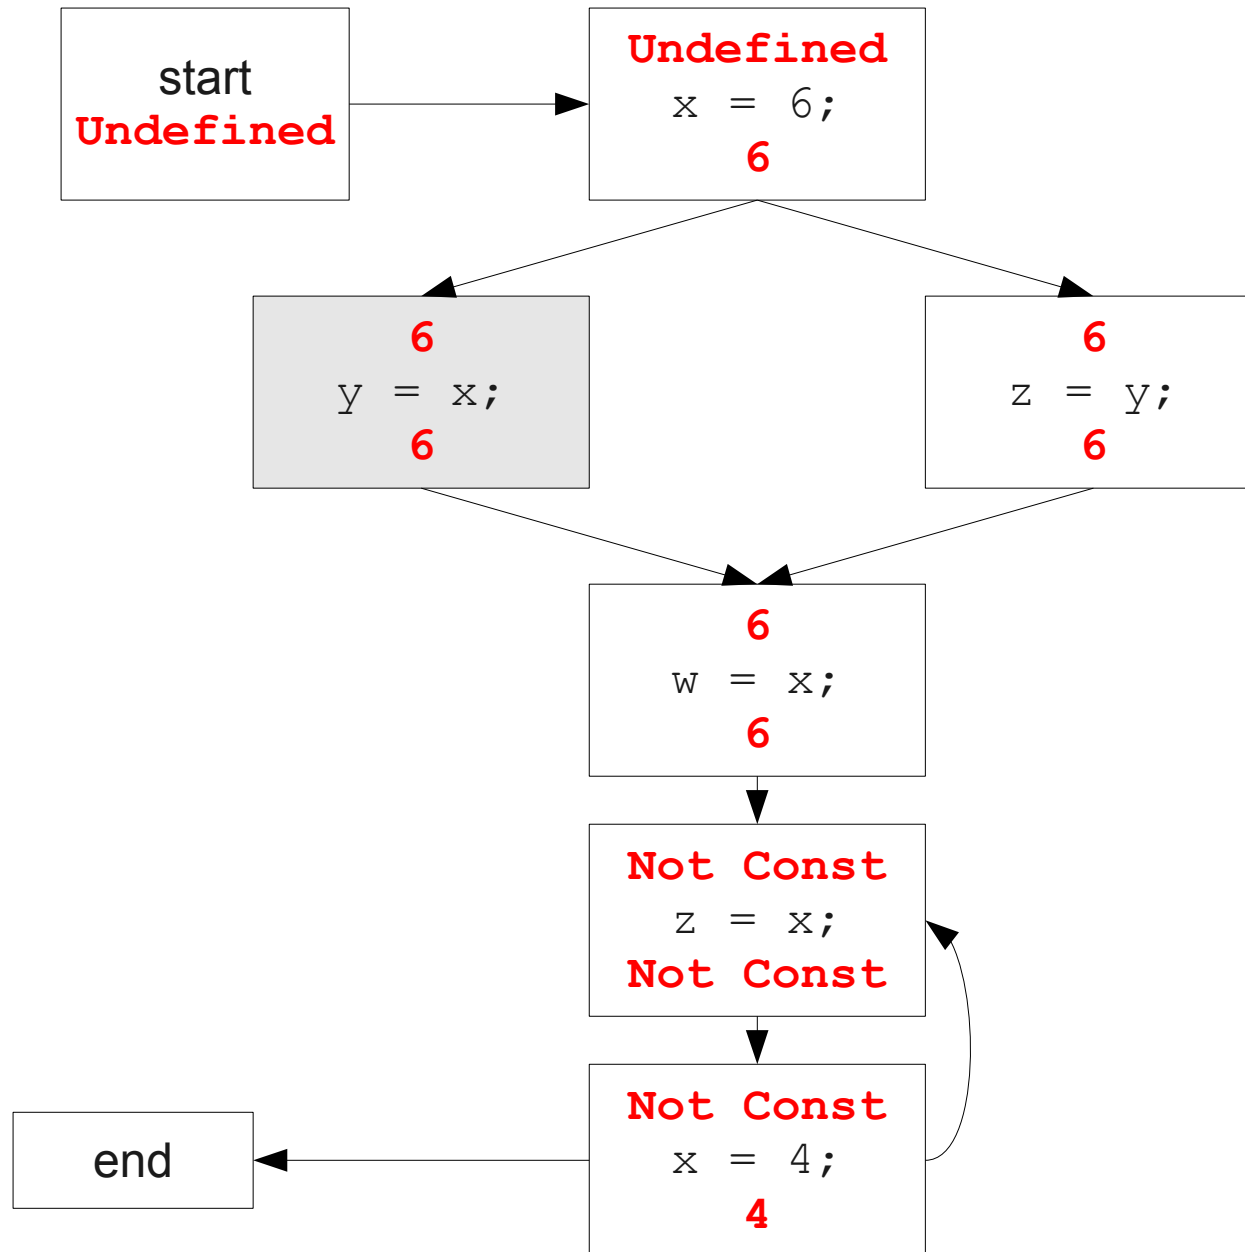 start
Undefined
Undefined
x = 6;
6
6
y = x;
6
6
z = y;
6
6
w = x;
6
Not Const
z = x;
Not Const
Not Const
x = 4;
4
end